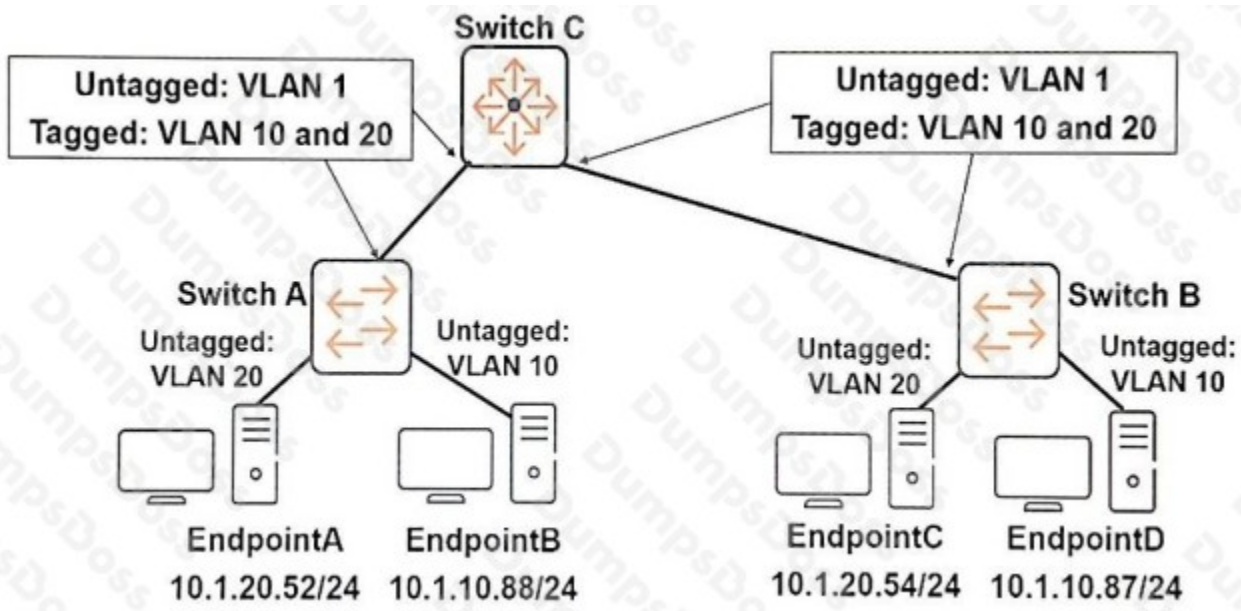 Switch C
Untagged: VLAN 1
Tagged: VLAN 10 and 20
Untagged: VLAN 1
Tagged: VLAN 10 and 20
Switch A
Switch B
Untagged:
VLAN 20
Untagged:
VLAN 10
Untagged:
VLAN 20
Untagged:
VLAN 10
EndpointA
10.1.20.52/24
EndpointB
10.1.10.88/24
EndpointC
10.1.20.54/24
EndpointD
10.1.10.87/24
DumpsDoss